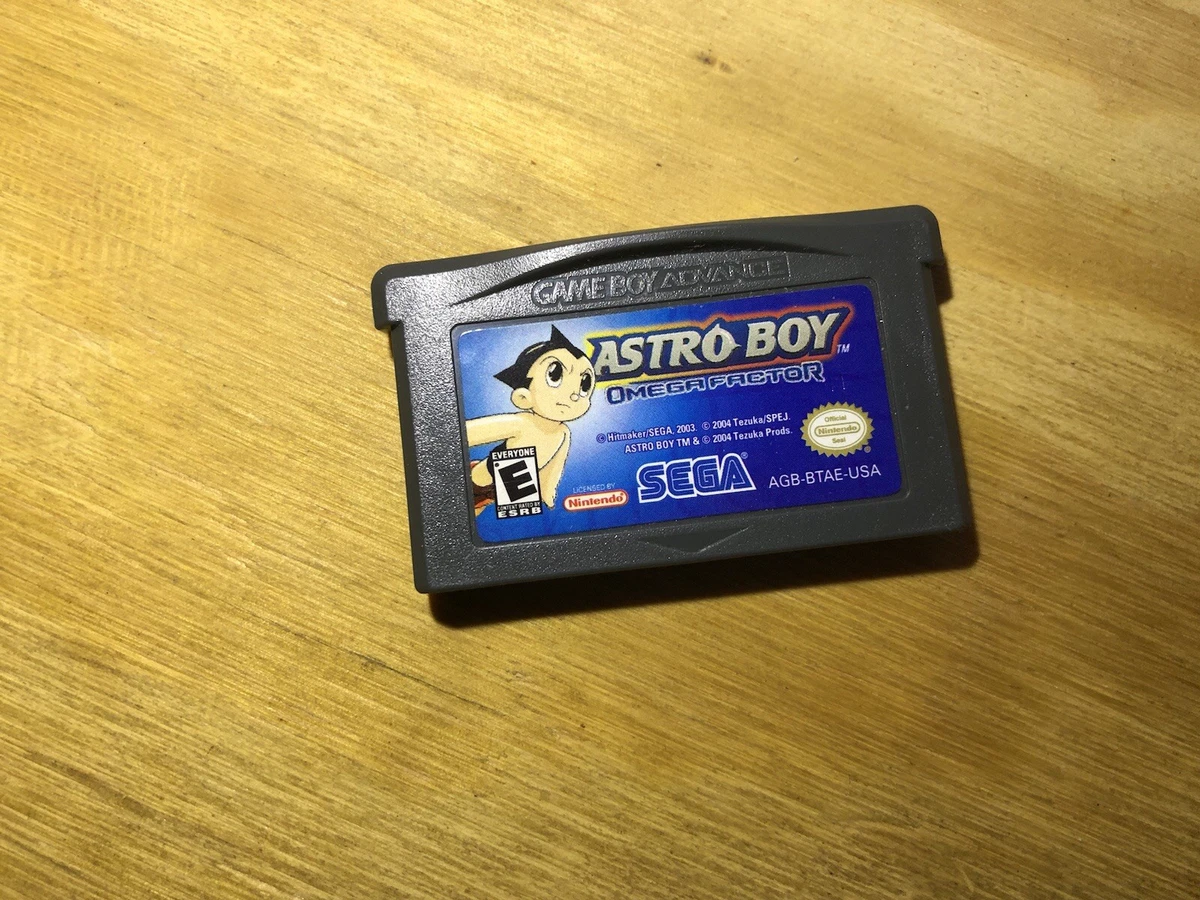 GAME BOY ADVANCE
ASTRO BOY TM
OMEGA FACTOR
© Hitmaker/SEGA, 2003. © 2004 Tezuka/SPEJ.
ASTRO BOY TM & © 2004 Tezuka Prods.
EVERYONE
E
CONTENT RATED BY
ESRB
LICENSED BY
Nintendo
SEGA®
Official
Nintendo
Seal
®
AGB-BTAE-USA